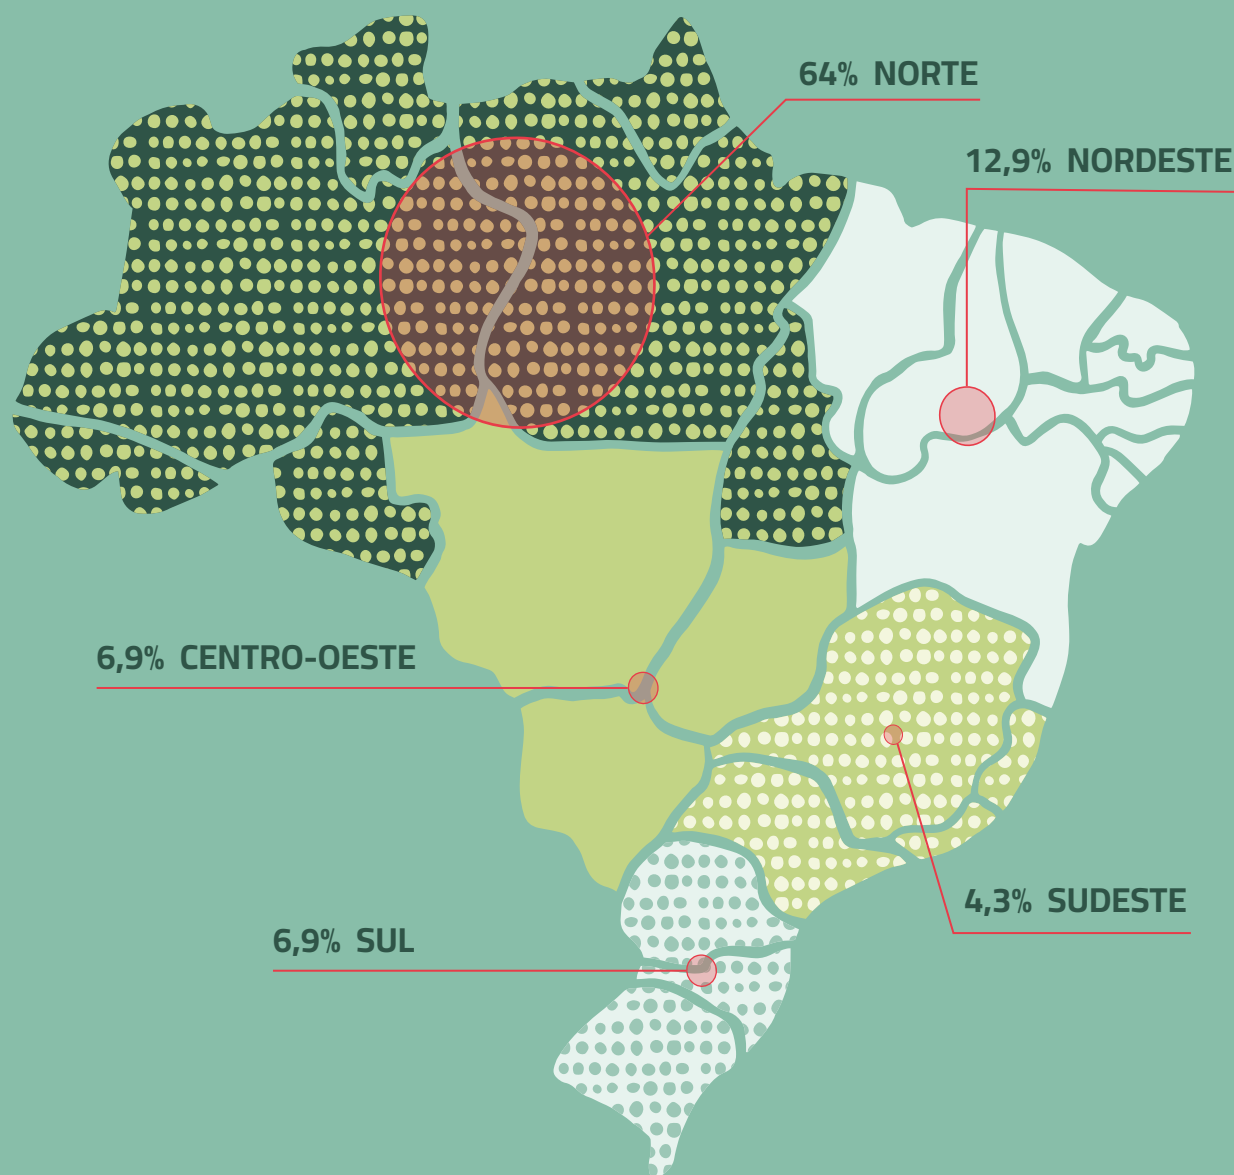 64% NORTE
12,9% NORDESTE
6,9% CENTRO-OESTE
4,3% SUDESTE
6,9% SUL